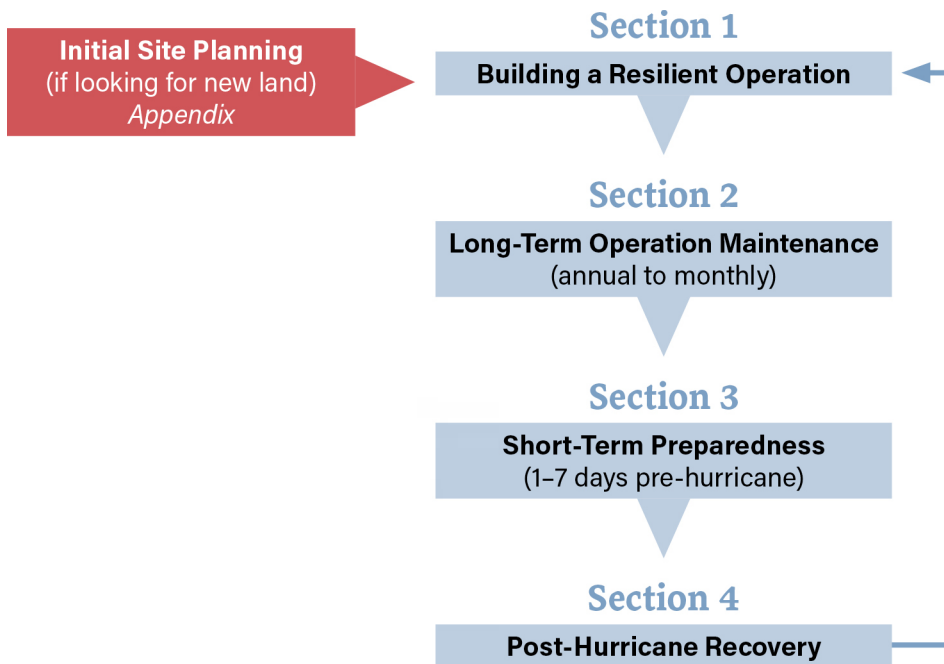 Initial Site Planning
(if looking for new land)
Appendix
Section 1
Building a Resilient Operation
Section 2
Long-Term Operation Maintenance
(annual to monthly)
Section 3
Short-Term Preparedness
(1–7 days pre-hurricane)
Section 4
Post-Hurricane Recovery